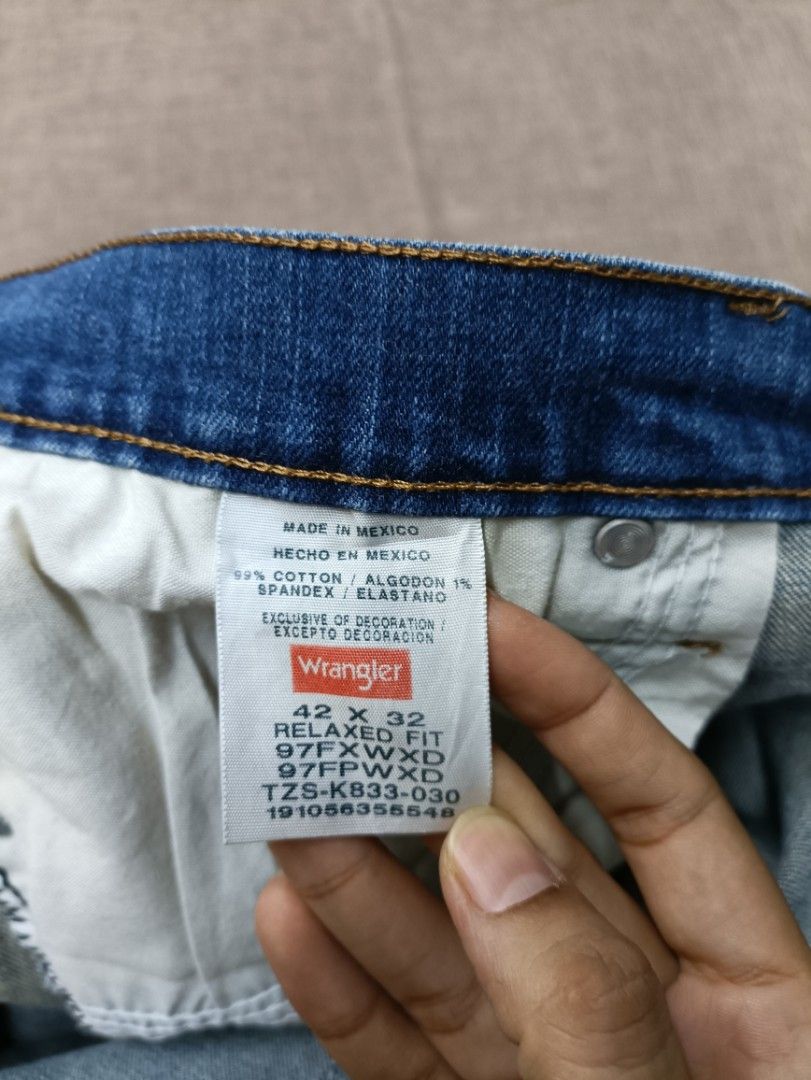 MADE IN MEXICO
HECHO EN MEXICO
99% COTTON / ALGODON 1%
SPANDEX / ELASTANO
EXCLUSIVE OF DECORATION /
EXCEPTO DECORACION
Wrangler
42 X 32
RELAXED FIT
97FXWXD
97FPWXD
TZS-K833-030
191056355548